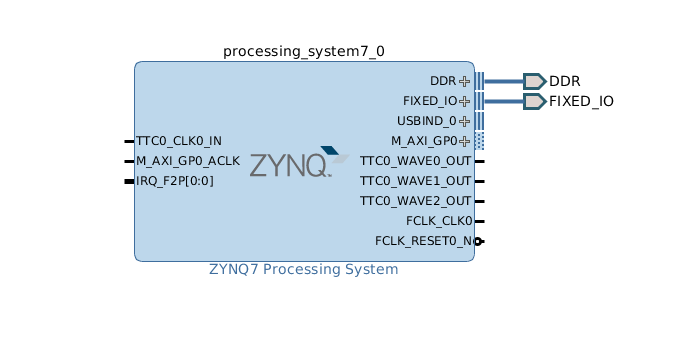 processing_system7_0
DDR
FIXED_IO
USBIND_0
M_AXI_GP0
TTC0_WAVE0_OUT
TTC0_WAVE1_OUT
TTC0_WAVE2_OUT
FCLK_CLK0
FCLK_RESET0_N
TTC0_CLK0_IN
M_AXI_GP0_ACLK
IRQ_F2P[0:0]
ZYNQ
DDR
FIXED_IO
ZYNQ7 Processing System